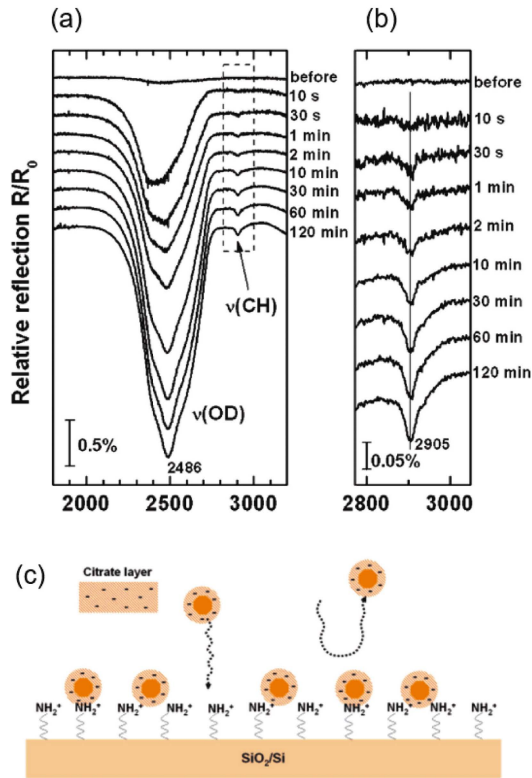 (a)
(b)
Relative reflection R/R₀
before
10 s
30 s
1 min
2 min
10 min
30 min
60 min
120 min
ν(CH)
ν(OD)
0.5%
2486
2000
2500
3000
before
10 s
30 s
1 min
2 min
10 min
30 min
60 min
120 min
2905
0.05%
2800
2900
3000
(c)
Citrate layer
NH₂⁺ NH₂⁺ NH₂⁺ NH₂⁺ NH₂⁺ NH₂⁺ NH₂⁺ NH₂⁺ NH₂⁺ NH₂⁺ NH₂⁺
SiO₂/Si